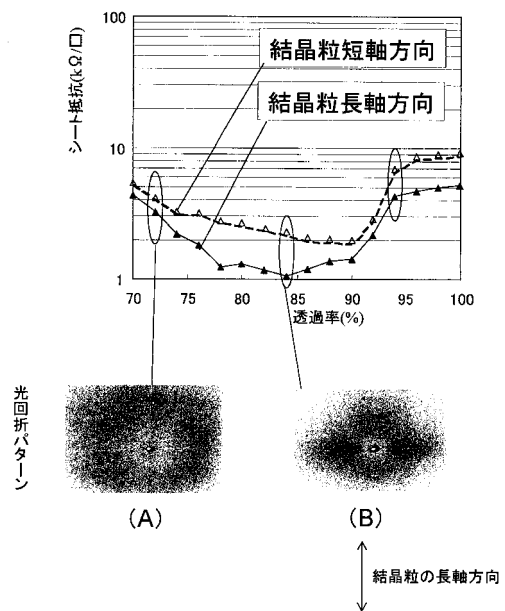 100
10
1
シート抵抗(kΩ/口)
結晶粒短軸方向
結晶粒長軸方向
70 75 80 85 90 95 100
透過率(%)
光回折パターン
(A) (B)
結晶粒の長軸方向